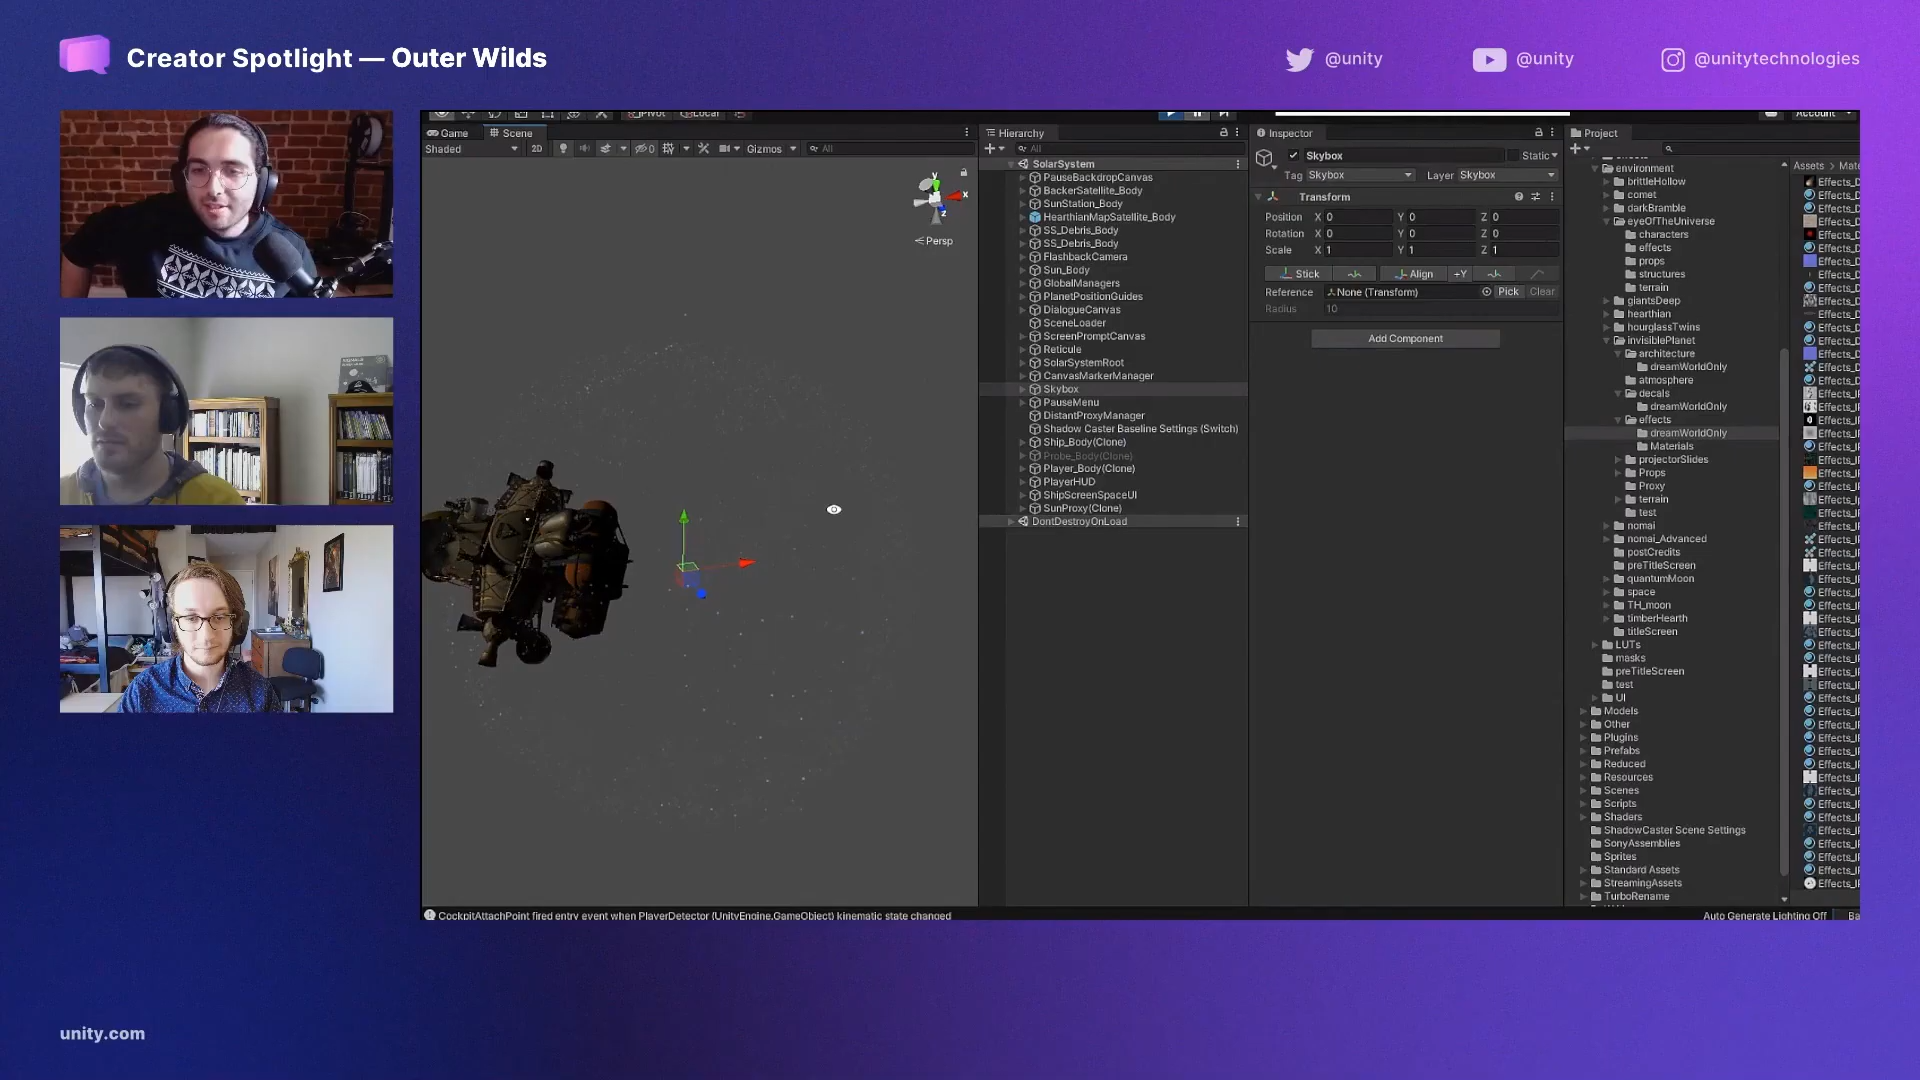 Creator Spotlight — Outer Wilds
@unity
@unity
@unitytechnologies
Pivot
Local
Account
Game
Scene
Shaded
2D
0
Gizmos
All
y
x
z
Persp
Hierarchy
All
SolarSystem
PauseBackdropCanvas
BackerSatellite_Body
SunStation_Body
HearthianMapSatellite_Body
SS_Debris_Body
SS_Debris_Body
FlashbackCamera
Sun_Body
GlobalManagers
PlanetPositionGuides
DialogueCanvas
SceneLoader
ScreenPromptCanvas
Reticule
SolarSystemRoot
CanvasMarkerManager
Skybox
PauseMenu
DistantProxyManager
Shadow Caster Baseline Settings (Switch)
Ship_Body(Clone)
Probe_Body(Clone)
Player_Body(Clone)
PlayerHUD
ShipScreenSpaceUI
SunProxy(Clone)
DontDestroyOnLoad
Inspector
Skybox
Static
Tag Skybox
Layer Skybox
Transform
Position X 0 Y 0 Z 0
Rotation X 0 Y 0 Z 0
Scale X 1 Y 1 Z 1
Stick
Align
+Y
Reference None (Transform) Pick Clear
Radius 10
Add Component
Project
Assets > Mate
environment
brittleHollow
comet
darkBramble
eyeOfTheUniverse
characters
effects
props
structures
terrain
giantsDeep
hearthian
hourglassTwins
invisiblePlanet
architecture
dreamWorldOnly
atmosphere
decals
dreamWorldOnly
effects
dreamWorldOnly
Materials
projectorSlides
Props
Proxy
terrain
test
nomai
nomai_Advanced
postCredits
preTitleScreen
quantumMoon
space
TH_moon
timberHearth
titleScreen
LUTs
masks
preTitleScreen
test
UI
Models
Other
Plugins
Prefabs
Reduced
Resources
Scenes
Scripts
Shaders
ShadowCaster Scene Settings
SonyAssemblies
Sprites
Standard Assets
StreamingAssets
TurboRename
CockpitAttachPoint fired entry event when PlayerDetector (UnityEngine.GameObject) kinematic state changed
Auto Generate Lighting Off
unity.com